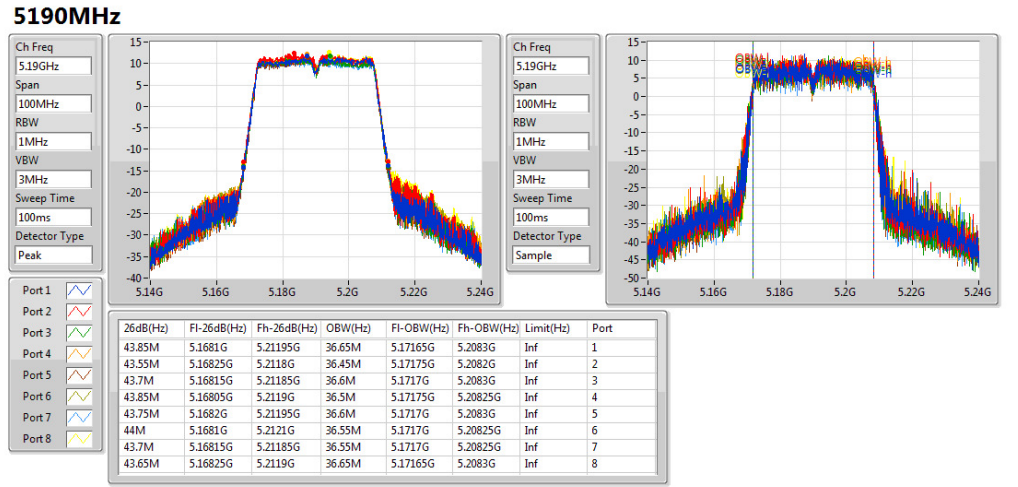 5190MHz
Ch Freq
5.19GHz
Span
100MHz
RBW
1MHz
VBW
3MHz
Sweep Time
100ms
Detector Type
Peak
15
10
5
0
-5
-10
-15
-20
-25
-30
-35
-40
5.14G 5.16G 5.18G 5.2G 5.22G 5.24G
Ch Freq
5.19GHz
Span
100MHz
RBW
1MHz
VBW
3MHz
Sweep Time
100ms
Detector Type
Sample
15
10
5
0
-5
-10
-15
-20
-25
-30
-35
-40
-45
-50
5.14G 5.16G 5.18G 5.2G 5.22G 5.24G
Port 1
Port 2
Port 3
Port 4
Port 5
Port 6
Port 7
Port 8
26dB(Hz) Fl-26dB(Hz) Fh-26dB(Hz) OBW(Hz) Fl-OBW(Hz) Fh-OBW(Hz) Limit(Hz) Port
43.85M 5.1681G 5.21195G 36.65M 5.17165G 5.2083G Inf 1
43.55M 5.16825G 5.2118G 36.45M 5.17175G 5.2082G Inf 2
43.7M 5.16815G 5.21185G 36.6M 5.1717G 5.2083G Inf 3
43.85M 5.16805G 5.2119G 36.5M 5.17175G 5.20825G Inf 4
43.75M 5.1682G 5.21195G 36.6M 5.1717G 5.2083G Inf 5
44M 5.1681G 5.2121G 36.55M 5.1717G 5.20825G Inf 6
43.7M 5.16815G 5.21185G 36.55M 5.1717G 5.20825G Inf 7
43.65M 5.16825G 5.2119G 36.65M 5.17165G 5.2083G Inf 8